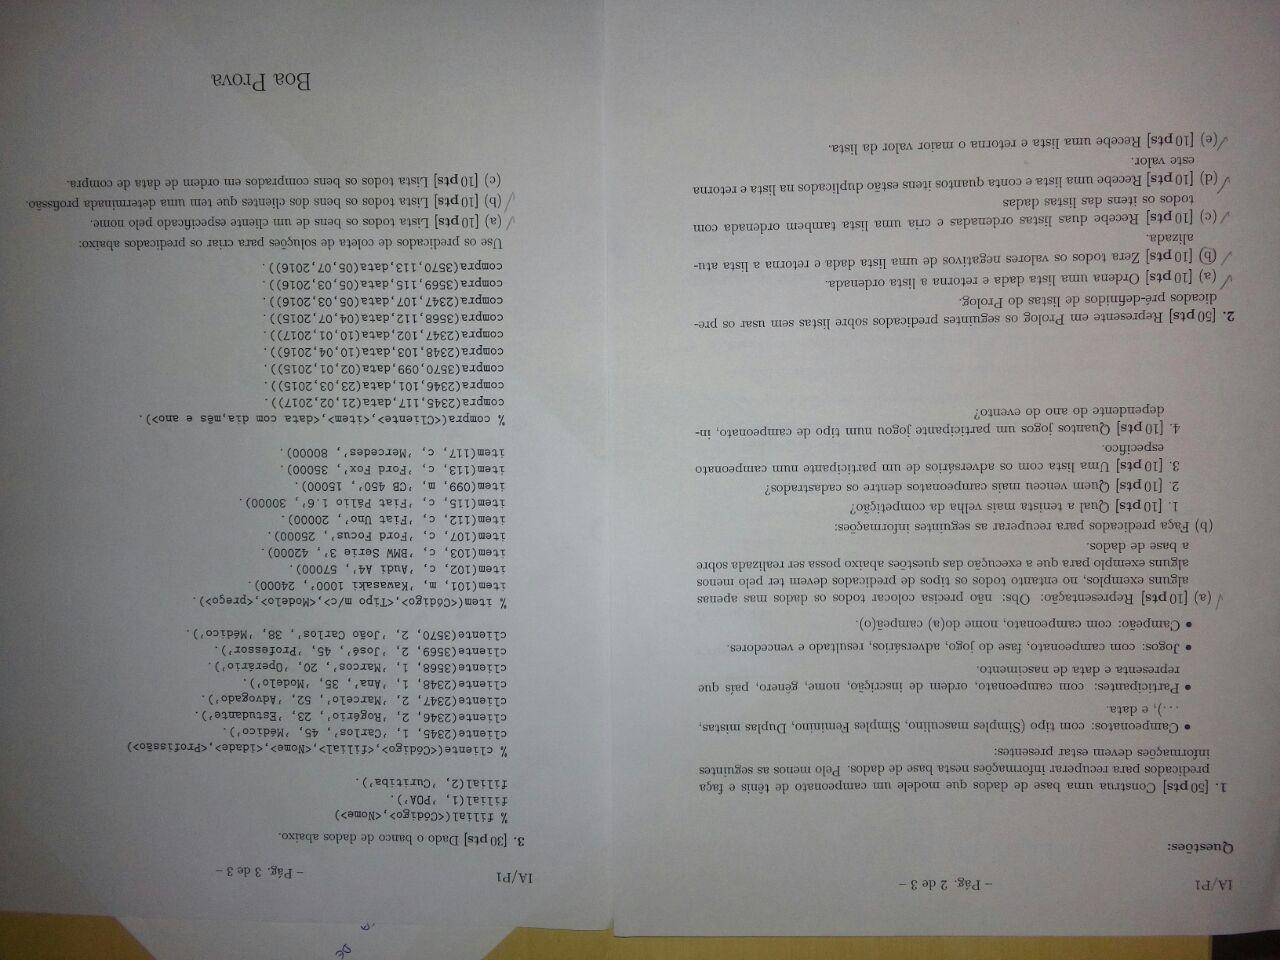 IA/P1
– Pág. 2 de 3 –
Questões:
1. [50 pts] Construa uma base de dados que modele um campeonato de tênis e faça
predicados para recuperar informações nesta base de dados. Pelo menos as seguintes
informações devem estar presentes:
• Campeonatos: com tipo (Simples masculino, Simples Feminino, Duplas mistas,
...), e data.
• Participantes: com campeonato, ordem de inscrição, nome, gênero, país que
representa e data de nascimento.
• Jogos: com campeonato, fase do jogo, adversários, resultado e vencedores.
• Campeão: com campeonato, nome do(a) campeã(o).
(a) [10 pts] Representação: Obs: não precisa colocar todos os dados mas apenas
alguns exemplos, no entanto todos os tipos de predicados devem ter pelo menos
alguns exemplo para que a execução das questões abaixo possa ser realizada sobre
a base de dados.
(b) Faça predicados para recuperar as seguintes informações:
1. [10 pts] Qual a tenista mais velha da competição?
2. [10 pts] Quem venceu mais campeonatos dentre os cadastrados?
3. [10 pts] Uma lista com os adversários de um participante num campeonato
especifico.
4. [10 pts] Quantos jogos um participante jogou num tipo de campeonato, in-
dependente do ano do evento?
2. [50 pts] Represente em Prolog os seguintes predicados sobre listas sem usar os pre-
dicados pré-definidos de listas do Prolog.
(a) [10 pts] Ordena uma lista dada e retorna a lista ordenada.
(b) [10 pts] Zera todos os valores negativos de uma lista dada e retorna a lista atu-
alizada.
(c) [10 pts] Recebe duas listas ordenadas e cria uma lista tambem ordenada com
todos os itens das listas dadas
(d) [10 pts] Recebe uma lista e conta quantos itens estão duplicados na lista e retorna
este valor.
(e) [10 pts] Recebe uma lista e retorna o maior valor da lista.
DE
IA/P1
– Pág. 3 de 3 –
3. [30 pts] Dado o banco de dados abaixo.
% filial(<Código>,<Nome>)
filial(1, 'POA').
filial(2, 'Curitiba').
% cliente(<Código>,<filial>,<Nome>,<idade>,<Profissão>)
cliente(2345, 1, 'Carlos', 45, 'Médico').
cliente(2346, 2, 'Rogério', 23, 'Estudante').
cliente(2347, 2, 'Marcelo', 52, 'Advogado').
cliente(2348, 1, 'Ana', 35, 'Modelo').
cliente(3568, 1, 'Marcos', 20, 'Operário').
cliente(3569, 2, 'José', 45, 'Professor').
cliente(3570, 2, 'João Carlos', 38, 'Médico').
% item(<Código>,<Tipo m/c>,<Modelo>,<preço>).
item(101, m, 'Kawasaki 1000', 24000).
item(102, c, 'Audi A4', 57000).
item(103, c, 'BMW Serie 3', 42000).
item(107, c, 'Ford Focus', 25000).
item(112, c, 'Fiat Uno', 20000).
item(115, c, 'Fiat Pálio 1.6', 30000).
item(099, m, 'CB 450', 15000).
item(113, c, 'Ford Fox', 35000).
item(117, c, 'Mercedes', 80000).
% compra(<Cliente>,<item>,<data com dia,mês e ano>).
compra(2345,117,data(21,02,2017)).
compra(2346,101,data(23,03,2015)).
compra(3570,099,data(02,01,2015)).
compra(2348,103,data(10,04,2016)).
compra(2347,102,data(10,01,2017)).
compra(3568,112,data(04,07,2015)).
compra(2347,107,data(05,03,2016)).
compra(3569,115,data(05,03,2016)).
compra(3570,113,data(05,07,2016)).
Use os predicados de coleta de soluções para criar os predicados abaixo:
(a) [10 pts] Lista todos os bens de um cliente especificado pelo nome.
(b) [10 pts] Lista todos os bens dos clientes que tem uma determinada profissão.
(c) [10 pts] Lista todos os bens comprados em ordem de data de compra.
Boa Prova